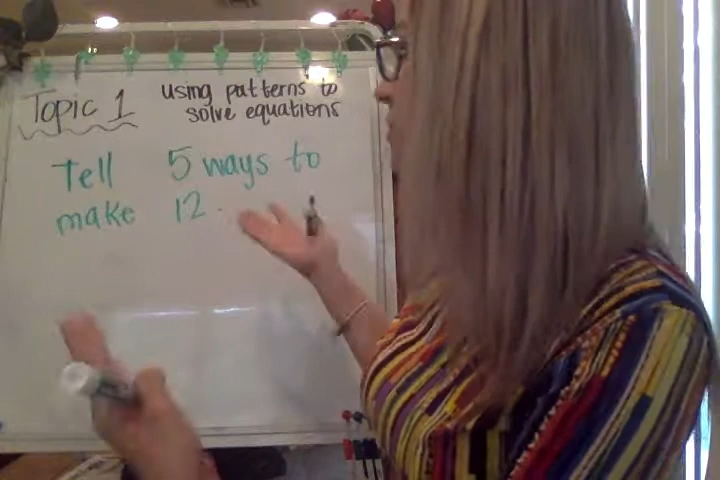 Topic 1
using patterns to
solve equations
Tell 5 ways to
make 12.